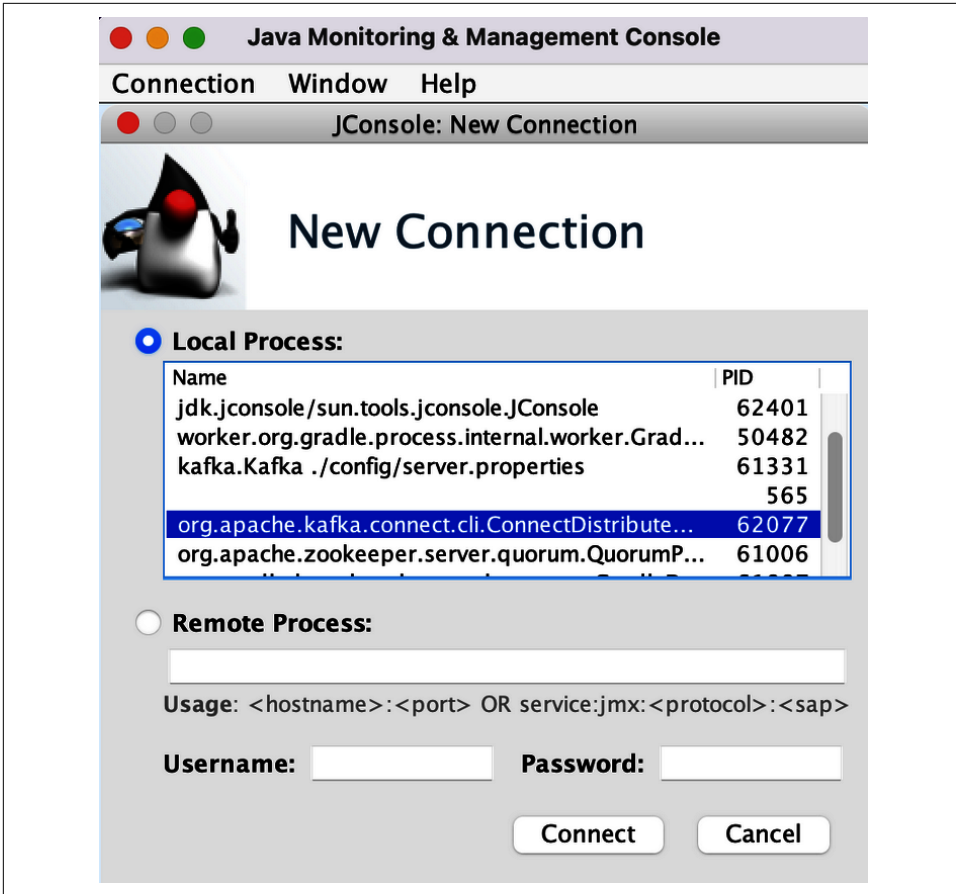 Java Monitoring & Management Console
Connection Window Help
JConsole: New Connection
New Connection
Local Process:
Name PID
jdk.jconsole/sun.tools.jconsole.JConsole 62401
worker.org.gradle.process.internal.worker.Grad... 50482
kafka.Kafka ./config/server.properties 61331
565
org.apache.kafka.connect.cli.ConnectDistribute... 62077
org.apache.zookeeper.server.quorum.QuorumP... 61006
Remote Process:
Usage: <hostname>:<port> OR service:jmx:<protocol>:<sap>
Username: Password:
Connect Cancel